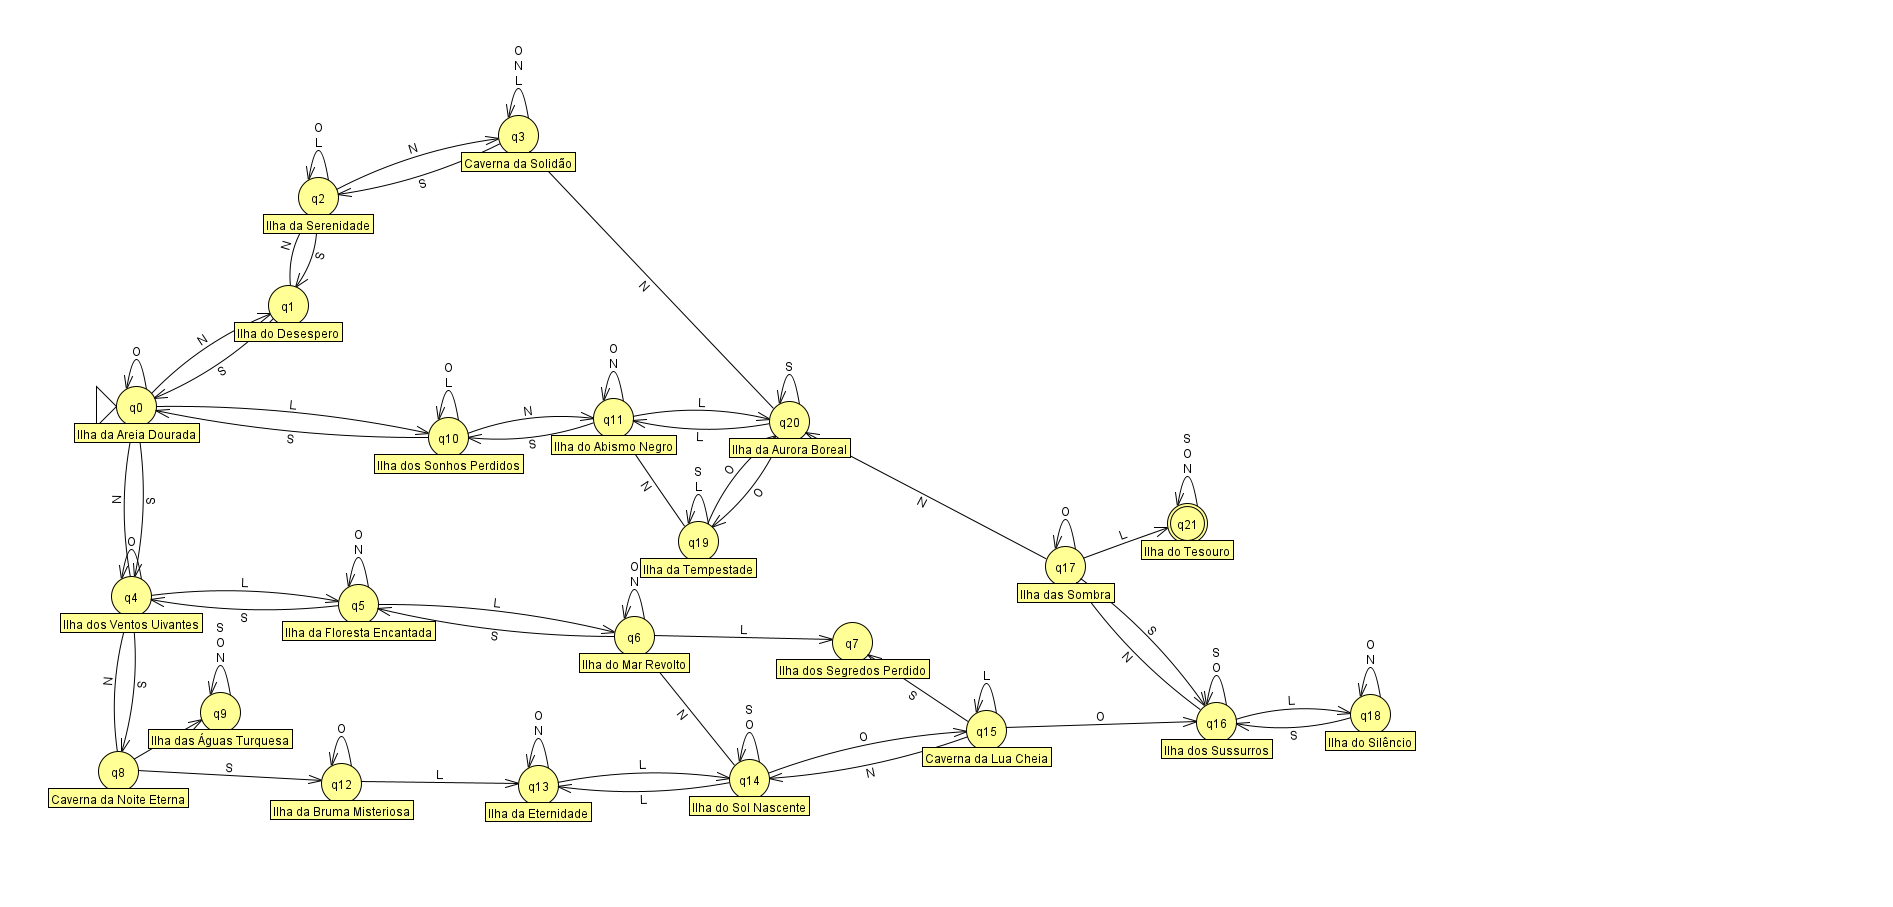 O
N
L
q3
Caverna da Solidão
O
L
q2
Ilha da Serenidade
N
S
N
S
N
q1
Ilha do Desespero
N
S
O
q0
Ilha da Areia Dourada
L
S
O
L
q10
Ilha dos Sonhos Perdidos
N
S
O
N
q11
Ilha do Abismo Negro
L
L
S
q20
Ilha da Aurora Boreal
N
O
O
S
L
q19
Ilha da Tempestade
N
S
O
N
q21
Ilha do Tesouro
O
q17
Ilha das Sombra
L
N
S
O
q4
Ilha dos Ventos Uivantes
L
S
O
N
q5
Ilha da Floresta Encantada
L
S
O
N
q6
Ilha do Mar Revolto
L
q7
Ilha dos Segredos Perdido
S
N
S
N
N
S
S
O
N
q9
Ilha das Águas Turquesa
q8
Caverna da Noite Eterna
S
O
q12
Ilha da Bruma Misteriosa
L
O
N
q13
Ilha da Eternidade
L
L
S
O
q14
Ilha do Sol Nascente
O
N
L
q15
Caverna da Lua Cheia
O
S
O
q16
Ilha dos Sussurros
L
S
O
N
q18
Ilha do Silêncio